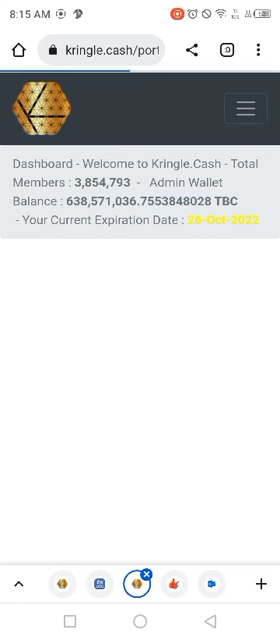 8:15 AM
kringle.cash/port
:D
Dashboard - Welcome to Kringle.Cash - Total
Members : 3,854,793 - Admin Wallet
Balance : 638,571,036.7553848028 TBC
- Your Current Expiration Date : 26-Oct-2022